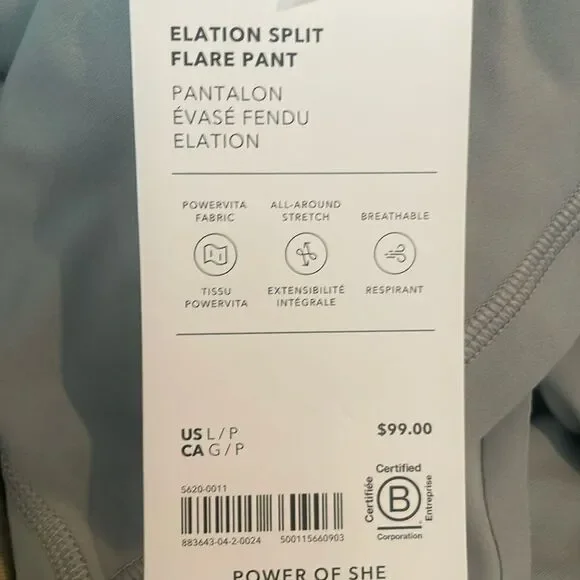 ELATION SPLIT
FLARE PANT
PANTALON
ÉVASÉ FENDU
ELATION
POWERVITA
FABRIC
ALL-AROUND
STRETCH
BREATHABLE
TISSU
POWERVITA
EXTENSIBILITÉ
INTÉGRALE
RESPIRANT
US L / P
CA G / P
$99.00
5620-0011
883643-04-2-0024 500115660903
Certified
Certifiée
B
Entreprise
Corporation
POWER OF SHE